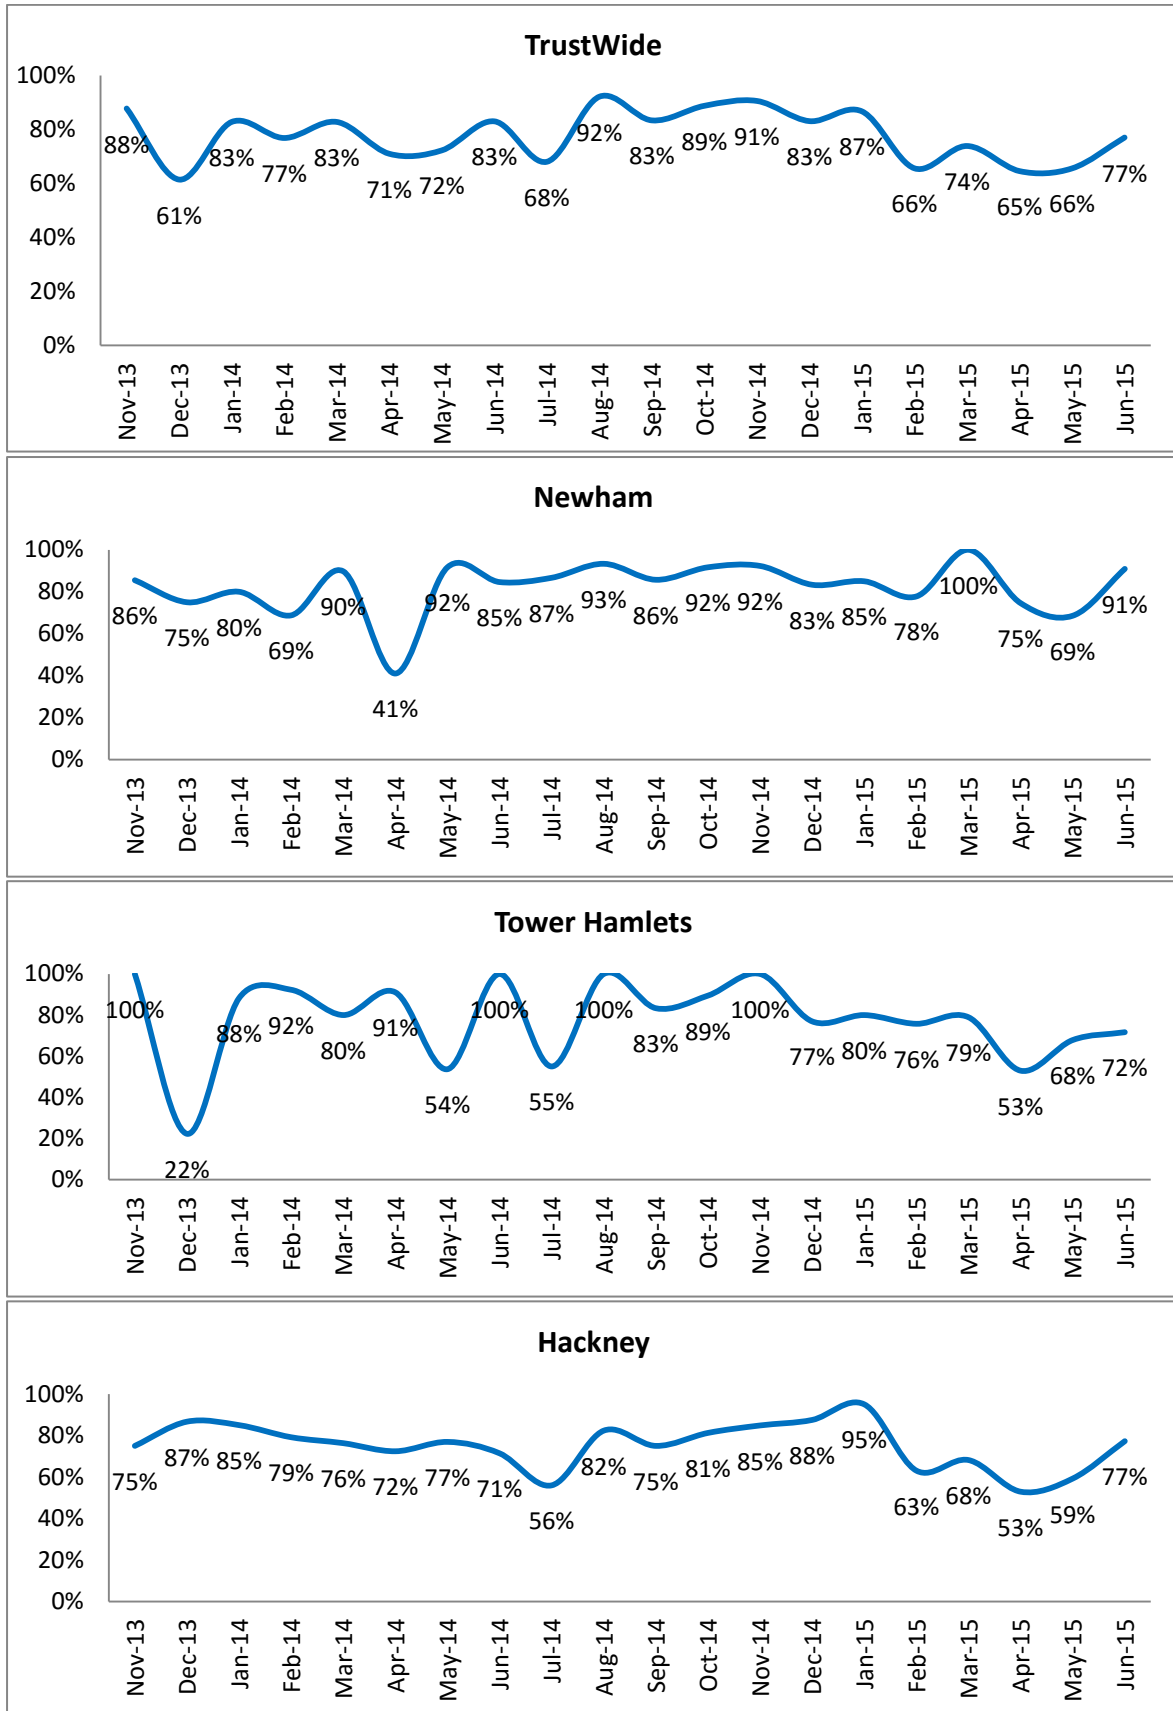 TrustWide
100%
80%
60%
40%
20%
0%
88% 61% 83% 77% 83% 71% 72% 83% 68% 92% 83% 89% 91% 83% 87% 66% 74% 65% 66% 77%
Nov-13 Dec-13 Jan-14 Feb-14 Mar-14 Apr-14 May-14 Jun-14 Jul-14 Aug-14 Sep-14 Oct-14 Nov-14 Dec-14 Jan-15 Feb-15 Mar-15 Apr-15 May-15 Jun-15
Newham
100%
80%
60%
40%
20%
0%
86% 75% 80% 69% 90% 41% 92% 85% 87% 93% 86% 92% 92% 83% 85% 78% 100% 75% 69% 91%
Nov-13 Dec-13 Jan-14 Feb-14 Mar-14 Apr-14 May-14 Jun-14 Jul-14 Aug-14 Sep-14 Oct-14 Nov-14 Dec-14 Jan-15 Feb-15 Mar-15 Apr-15 May-15 Jun-15
Tower Hamlets
100%
80%
60%
40%
20%
0%
100% 22% 88% 92% 80% 91% 54% 100% 55% 100% 83% 89% 100% 77% 80% 76% 79% 53% 68% 72%
Nov-13 Dec-13 Jan-14 Feb-14 Mar-14 Apr-14 May-14 Jun-14 Jul-14 Aug-14 Sep-14 Oct-14 Nov-14 Dec-14 Jan-15 Feb-15 Mar-15 Apr-15 May-15 Jun-15
Hackney
100%
80%
60%
40%
20%
0%
75% 87% 85% 79% 76% 72% 77% 71% 56% 82% 75% 81% 85% 88% 95% 63% 68% 53% 59% 77%
Nov-13 Dec-13 Jan-14 Feb-14 Mar-14 Apr-14 May-14 Jun-14 Jul-14 Aug-14 Sep-14 Oct-14 Nov-14 Dec-14 Jan-15 Feb-15 Mar-15 Apr-15 May-15 Jun-15